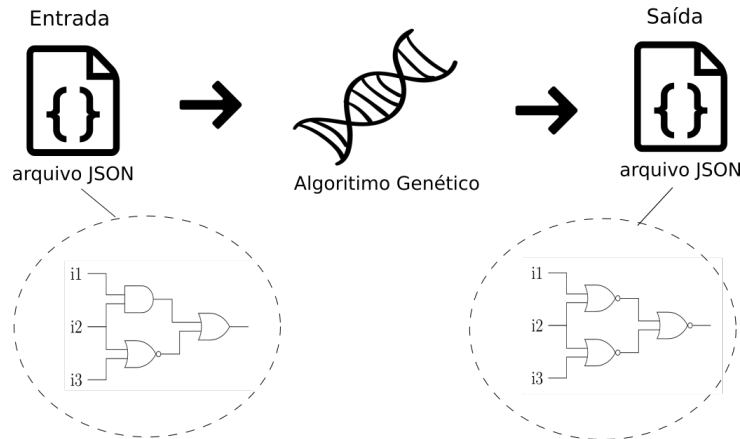 Entrada
Saída
{}
{}
arquivo JSON
Algoritimo Genético
arquivo JSON
i1
i2
i3
i1
i2
i3